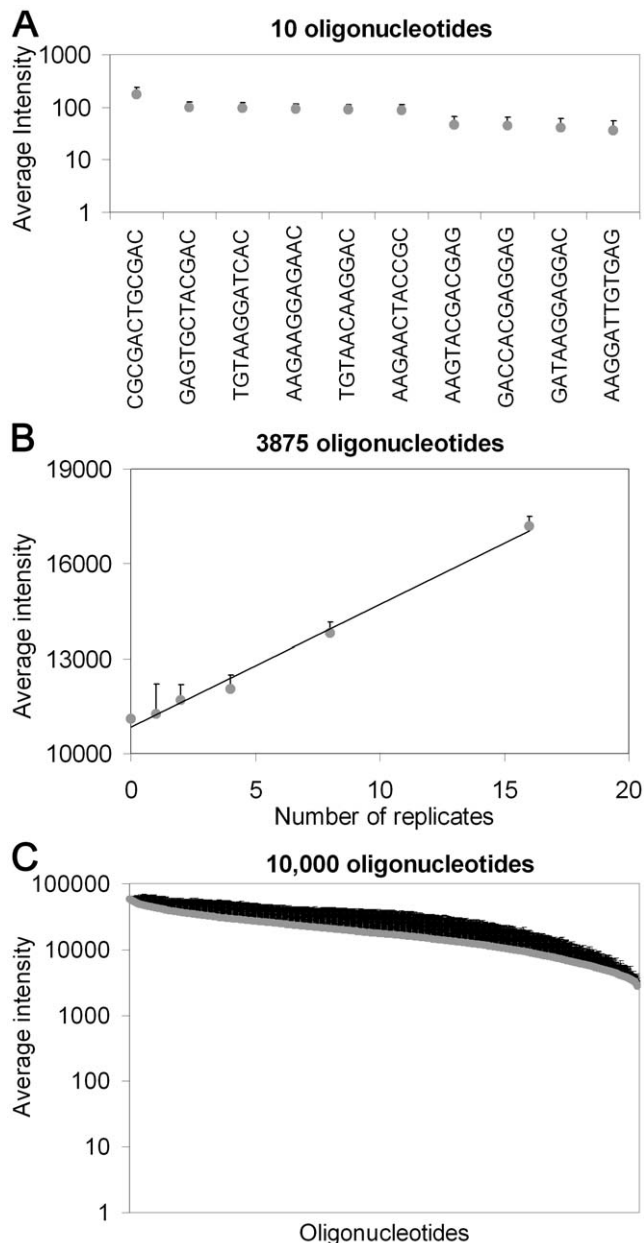 A
10 oligonucleotides
Average Intensity
1000
100
10
1
CGCGACTGCGAC
GAGTGCTACGAC
TGTAAGGATCAC
AAGAAGGAGAAC
TGTAACAAGGAC
AAGAACTACCGC
AAGTACGACGAG
GACCACGAGGAG
GATAAGGAGGAC
AAGGATTGTGAG
B
3875 oligonucleotides
Average intensity
19000
16000
13000
10000
0 5 10 15 20
Number of replicates
C
10,000 oligonucleotides
Average intensity
100000
10000
1000
100
10
1
Oligonucleotides